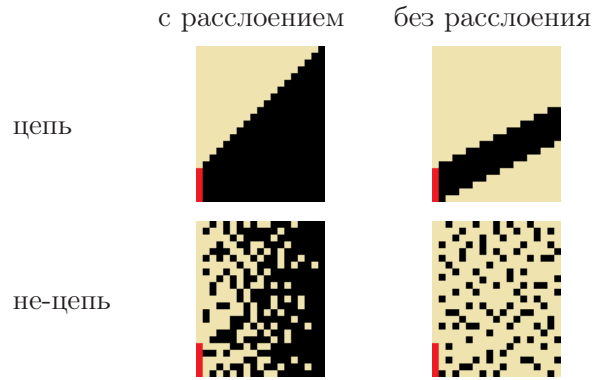 с расслоением без расслоения
цепь
не-цепь